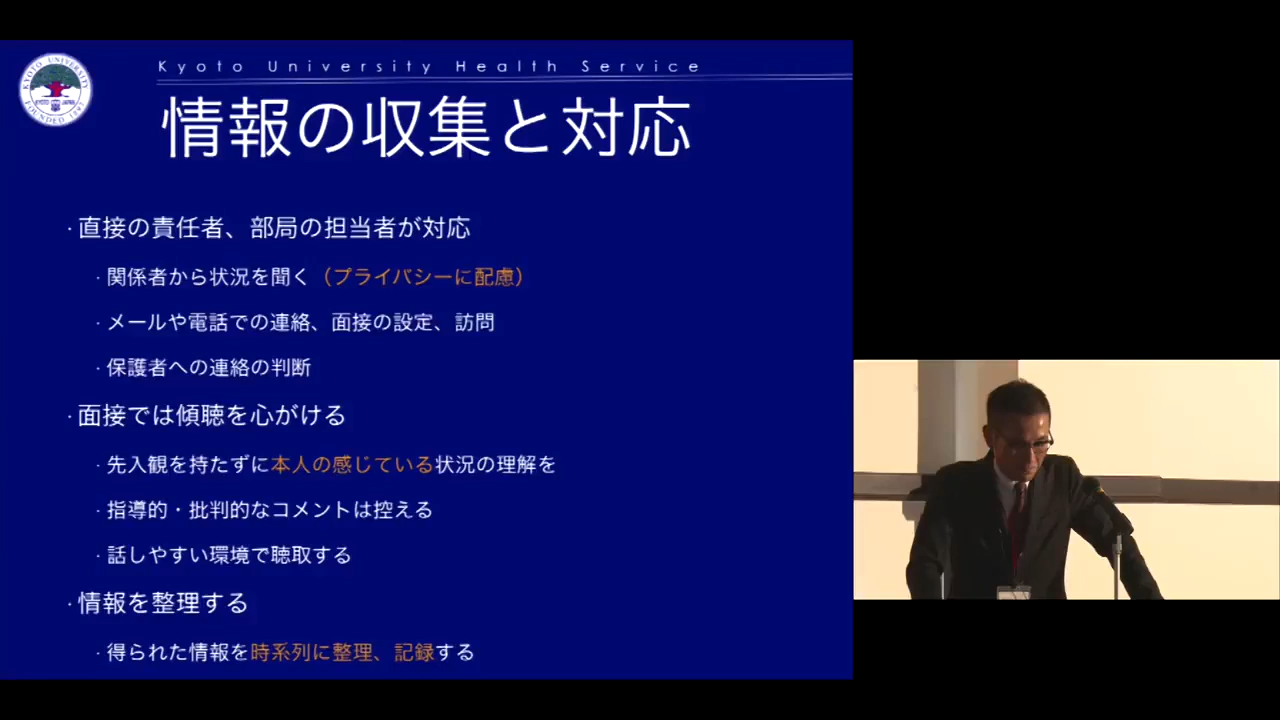 KYOTO UNIVERSITY
KYOTO JAPAN
FOUNDED 1897
Kyoto University Health Service
情報の収集と対応
・直接の責任者、部局の担当者が対応
・関係者から状況を聞く（プライバシーに配慮）
・メールや電話での連絡、面接の設定、訪問
・保護者への連絡の判断
・面接では傾聴を心がける
・先入観を持たずに本人の感じている状況の理解を
・指導的・批判的なコメントは控える
・話しやすい環境で聴取する
・情報を整理する
・得られた情報を時系列に整理、記録する